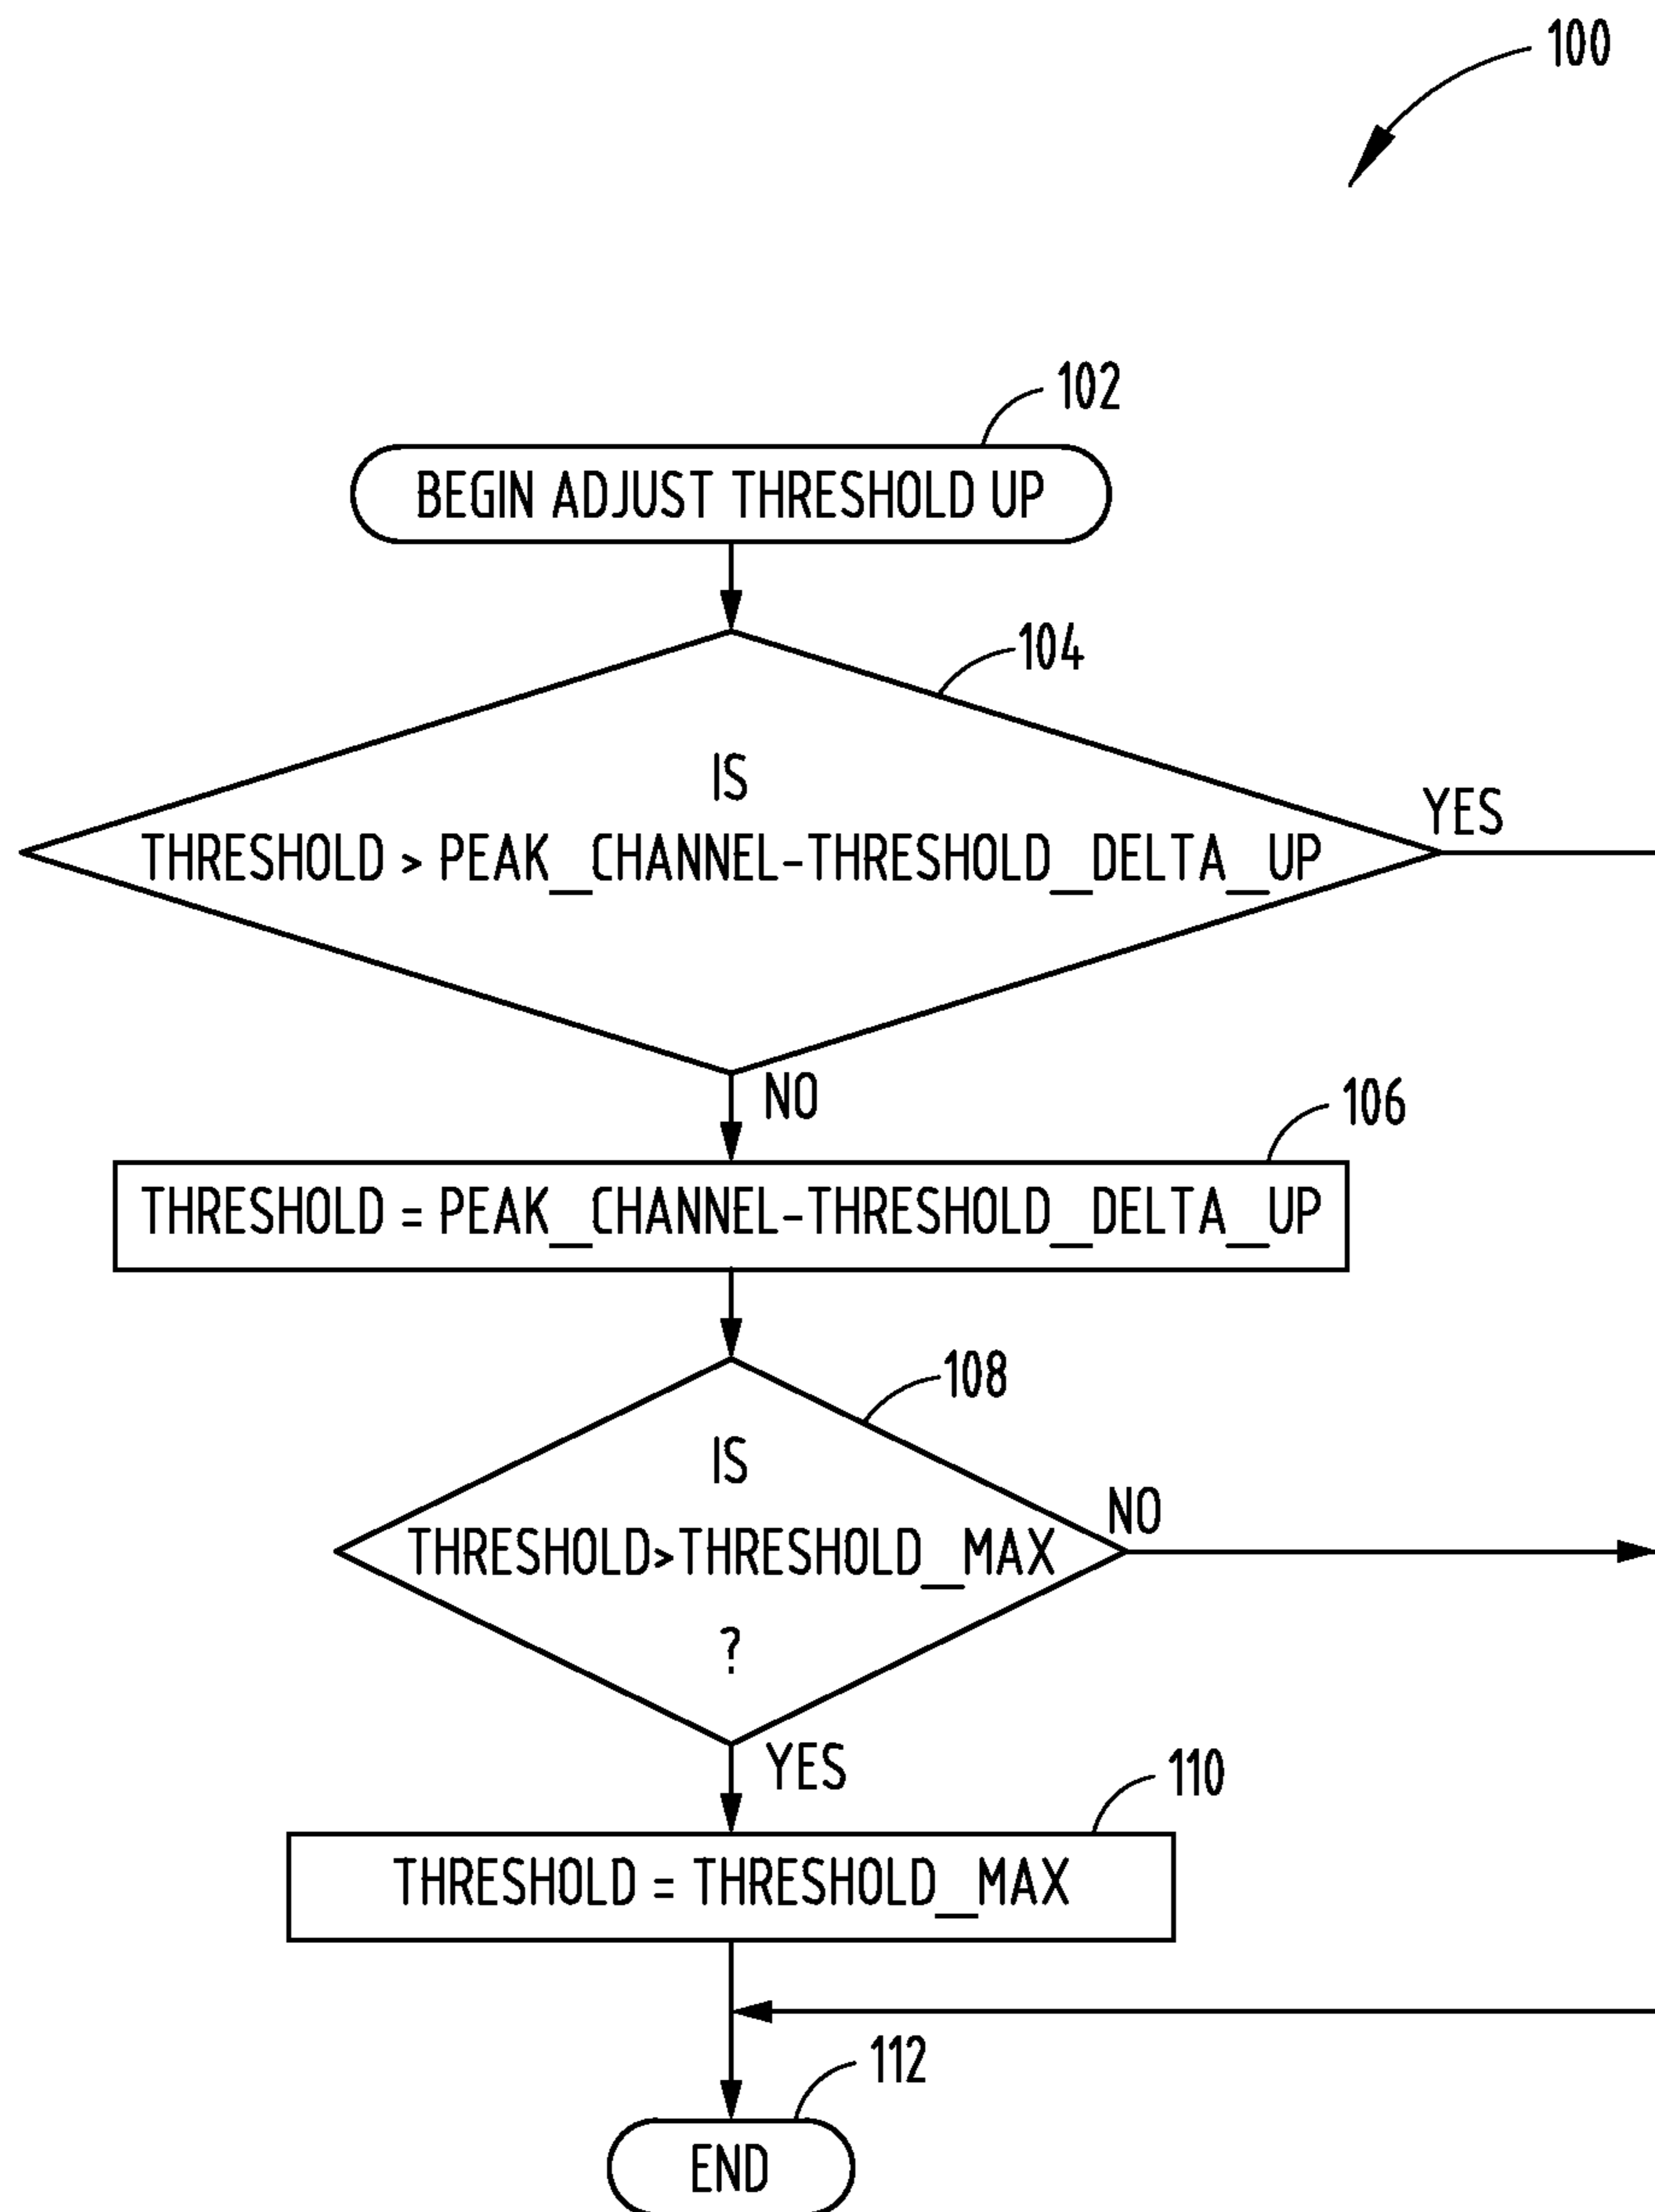 100
102
BEGIN ADJUST THRESHOLD UP
104
IS
THRESHOLD > PEAK_CHANNEL-THRESHOLD_DELTA_UP
YES
NO
106
THRESHOLD = PEAK_CHANNEL-THRESHOLD_DELTA_UP
108
IS
THRESHOLD>THRESHOLD_MAX
?
NO
YES
110
THRESHOLD = THRESHOLD_MAX
112
END